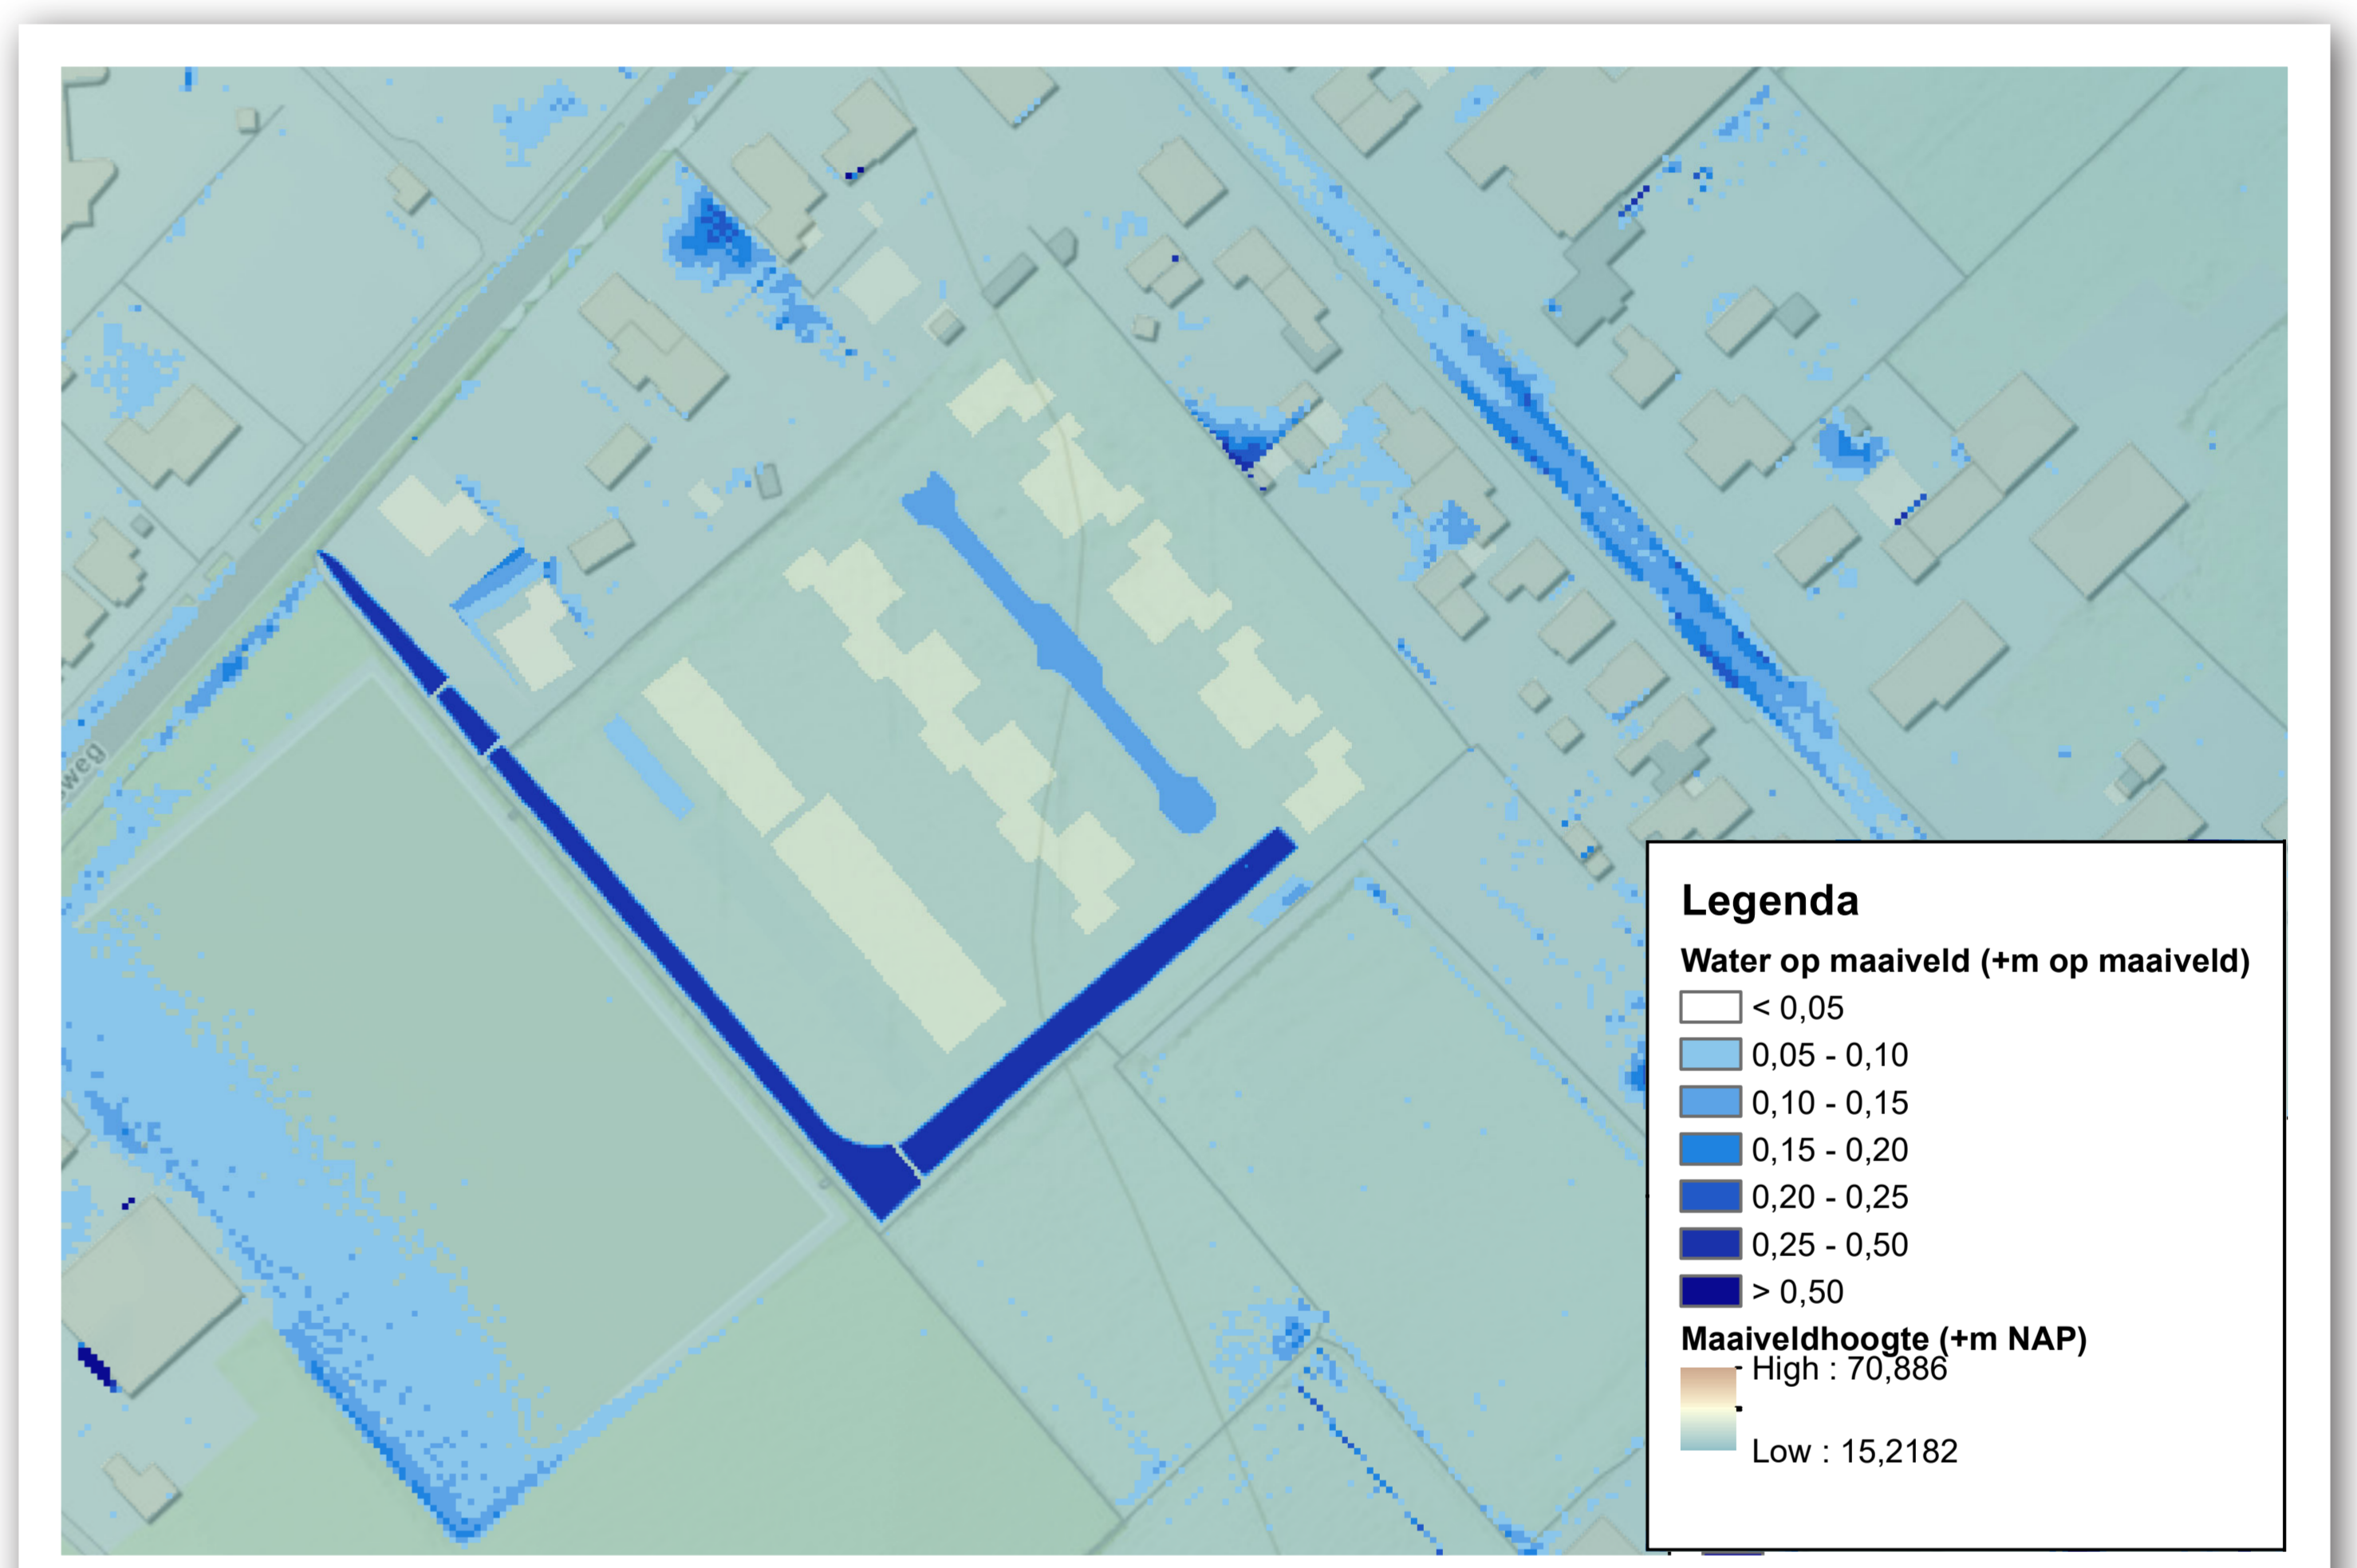 sweg
Legenda
Water op maaiveld (+m op maaiveld)
< 0,05
0,05 - 0,10
0,10 - 0,15
0,15 - 0,20
0,20 - 0,25
0,25 - 0,50
> 0,50
Maaiveldhoogte (+m NAP)
High : 70,886
Low : 15,2182